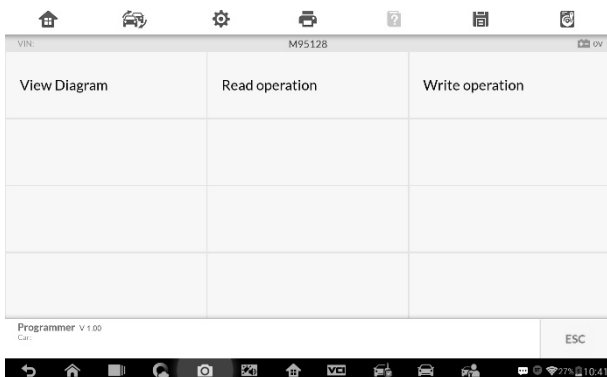 VIN: M95128 0V
View Diagram Read operation Write operation
Programmer V 1.00
Car:
ESC
27% 10:41